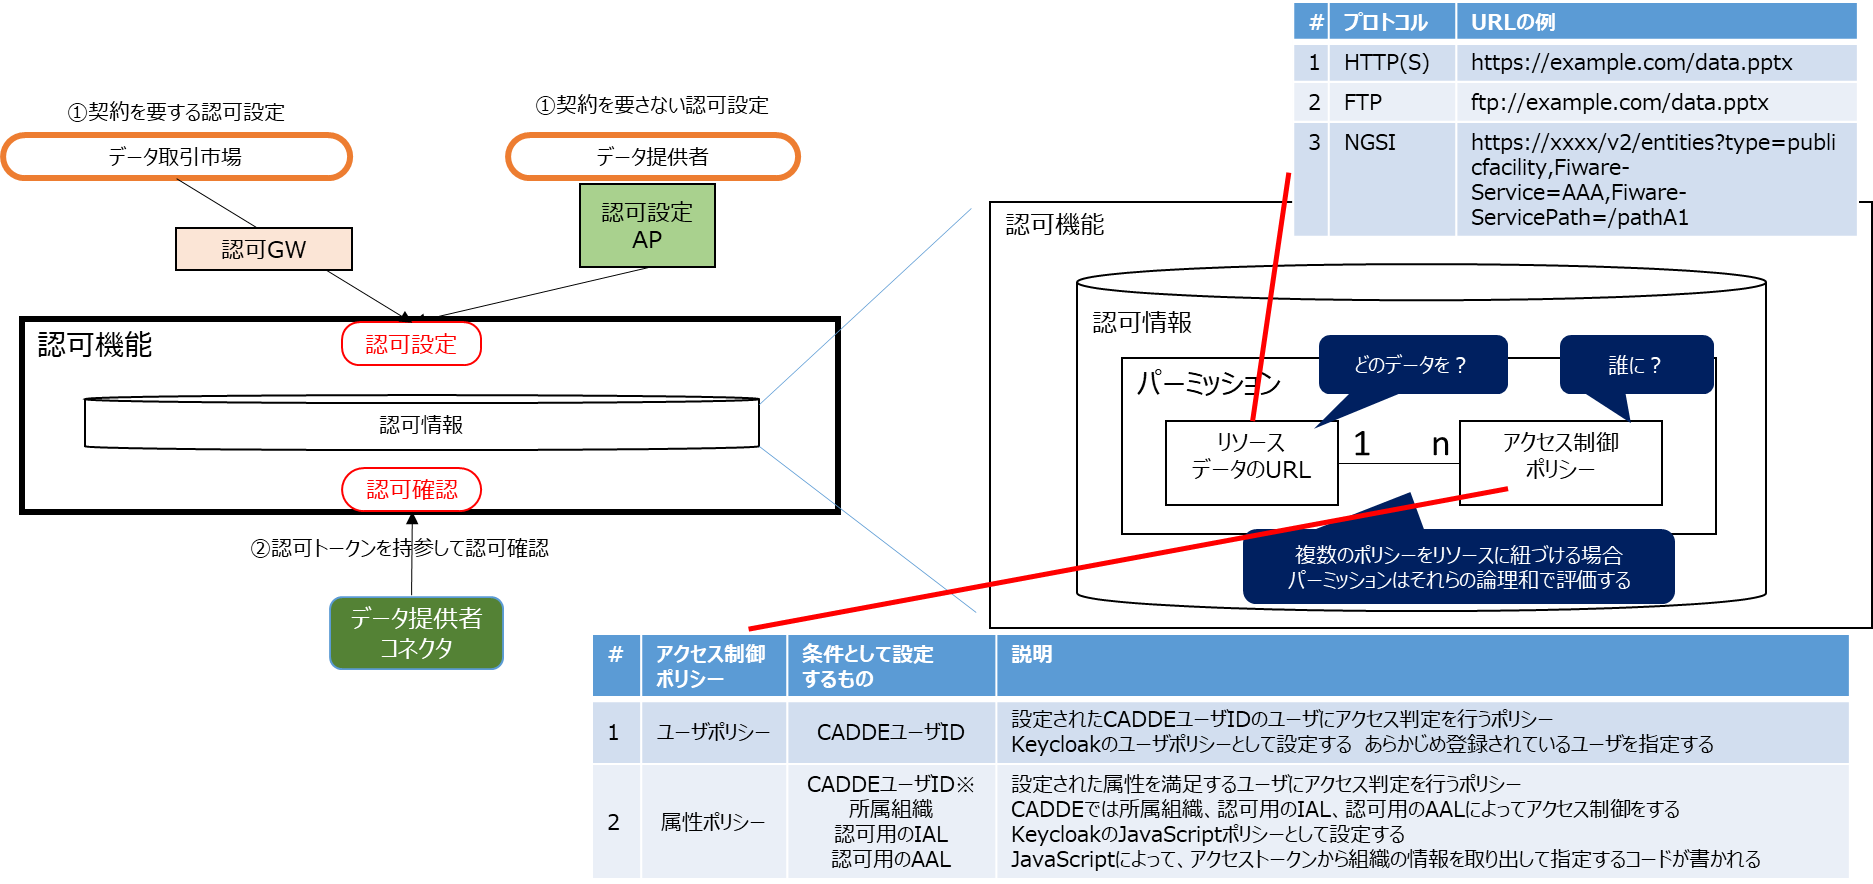 ①契約を要する認可設定
データ取引市場
認可GW
①契約を要さない認可設定
データ提供者
認可設定
AP
認可機能
認可設定
認可情報
認可確認
②認可トークンを持参して認可確認
データ提供者
コネクタ
# プロトコル URLの例
1 HTTP(S) https://example.com/data.pptx
2 FTP ftp://example.com/data.pptx
3 NGSI https://xxxx/v2/entities?type=publi
cfacility,Fiware-
Service=AAA,Fiware-
ServicePath=/pathA1
認可機能
認可情報
パーミッション
どのデータを？
誰に？
リソース
データのURL
1 n
アクセス制御
ポリシー
複数のポリシーをリソースに紐づける場合
パーミッションはそれらの論理和で評価する
# アクセス制御
ポリシー
条件として設定
するもの
説明
1 ユーザポリシー CADDEユーザID
設定されたCADDEユーザIDのユーザにアクセス判定を行うポリシー
Keycloakのユーザポリシーとして設定する あらかじめ登録されているユーザを指定する
2 属性ポリシー
CADDEユーザID※
所属組織
認可用のIAL
認可用のAAL
設定された属性を満足するユーザにアクセス判定を行うポリシー
CADDEでは所属組織、認可用のIAL、認可用のAALによってアクセス制御をする
KeycloakのJavaScriptポリシーとして設定する
JavaScriptによって、アクセストークンから組織の情報を取り出して指定するコードが書かれる